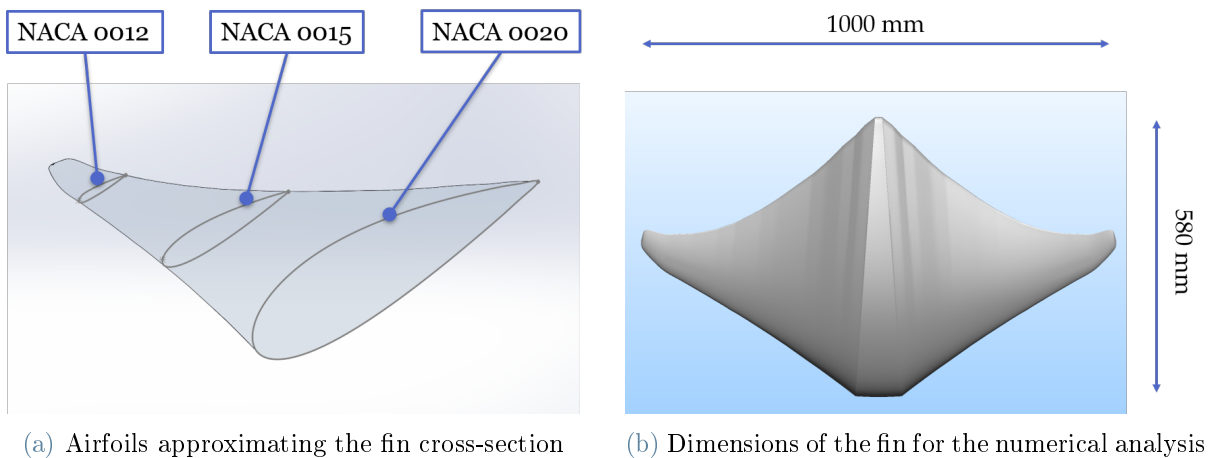 NACA 0012
NACA 0015
NACA 0020
1000 mm
580 mm
(a) Airfoils approximating the fin cross-section
(b) Dimensions of the fin for the numerical analysis